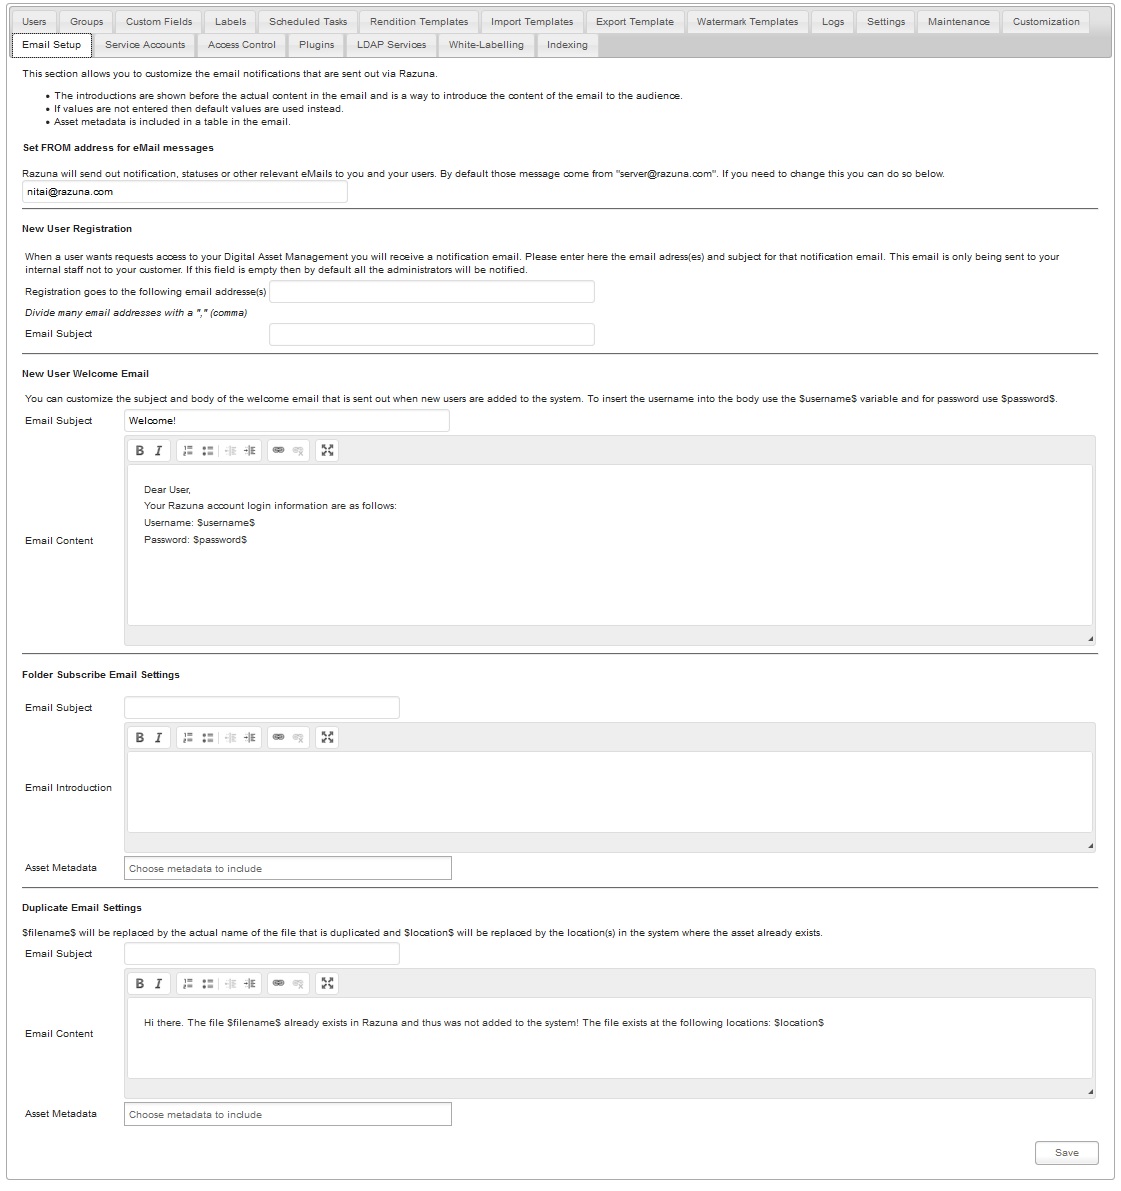 Users Groups Custom Fields Labels Scheduled Tasks Rendition Templates Import Templates Export Template Watermark Templates Logs Settings Maintenance Customization
Email Setup Service Accounts Access Control Plugins LDAP Services White-Labelling Indexing
This section allows you to customize the email notifications that are sent out via Razuna.
• The introductions are shown before the actual content in the email and is a way to introduce the content of the email to the audience.
• If values are not entered then default values are used instead.
• Asset metadata is included in a table in the email.
Set FROM address for eMail messages
Razuna will send out notification, statuses or other relevant eMails to you and your users. By default those message come from "server@razuna.com". If you need to change this you can do so below.
nitai@razuna.com
New User Registration
When a user wants requests access to your Digital Asset Management you will receive a notification email. Please enter here the email adress(es) and subject for that notification email. This email is only being sent to your
internal staff not to your customer. If this field is empty then by default all the administrators will be notified.
Registration goes to the following email addresse(s)
Divide many email addresses with a "," (comma)
Email Subject
New User Welcome Email
You can customize the subject and body of the welcome email that is sent out when new users are added to the system. To insert the username into the body use the $username$ variable and for password use $password$.
Email Subject Welcome!
B I
Dear User,
Your Razuna account login information are as follows:
Username: $username$
Password: $password$
Email Content
Folder Subscribe Email Settings
Email Subject
B I
Email Introduction
Asset Metadata Choose metadata to include
Duplicate Email Settings
$filename$ will be replaced by the actual name of the file that is duplicated and $location$ will be replaced by the location(s) in the system where the asset already exists.
Email Subject
B I
Hi there. The file $filename$ already exists in Razuna and thus was not added to the system! The file exists at the following locations: $location$
Email Content
Asset Metadata Choose metadata to include
Save